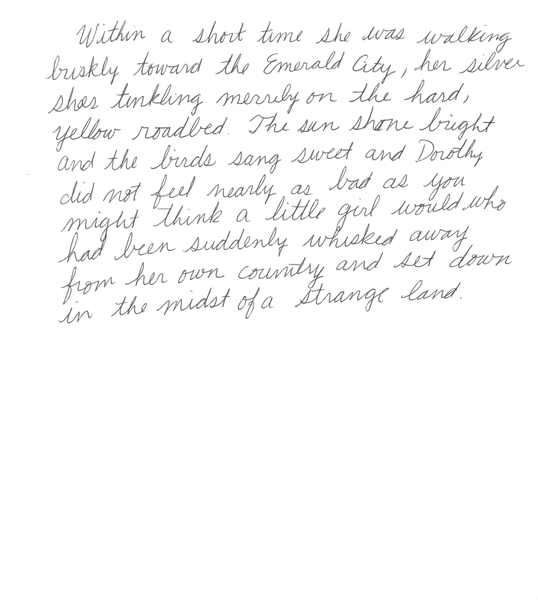 Within a short time she was walking
briskly toward the Emerald City, her silver
shoes tinkling merrily on the hard,
yellow roadbed. The sun shone bright
and the birds sang sweet and Dorothy
did not feel nearly as bad as you
might think a little girl would who
had been suddenly whisked away
from her own country and set down
in the midst of a strange land.